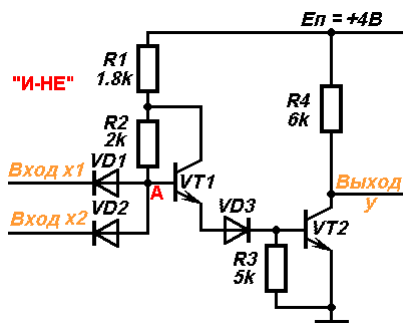 Eп = +4В
R1
1.8k
"И-НЕ"
R4
6k
R2
2k
Вход x1
VD1
A
VT1
Выход
У
Вход x2
VD2
VD3
VT2
R3
5k